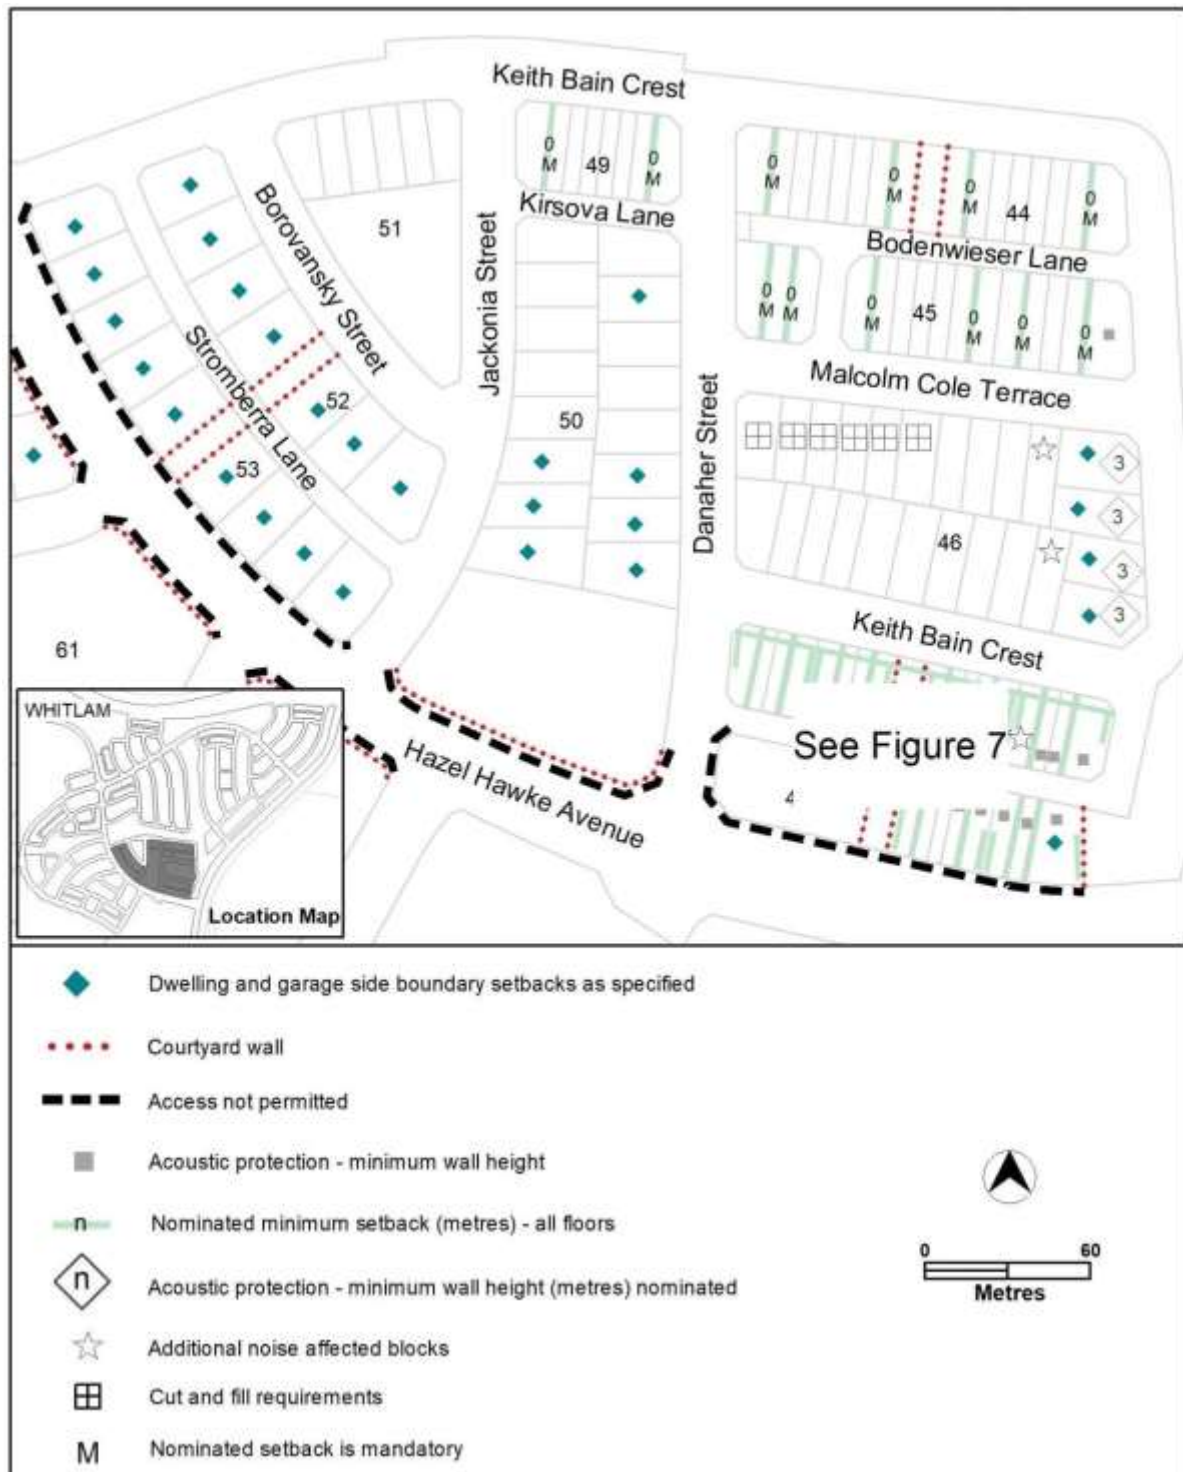 Keith Bain Crest
0
M
49
0
M
0
M
0
M
0
M
44
0
M
Kirsova Lane
Borovansky Street
51
Jackonia Street
Bodenwieser Lane
0
M
0
M
0
M
45
0
M
0
M
0
M
Malcolm Cole Terrace
Stromberra Lane
52
53
50
Danaher Street
46
3
3
3
3
Keith Bain Crest
61
Hazel Hawke Avenue
See Figure 7
4
WHITLAM
Location Map
Dwelling and garage side boundary setbacks as specified
Courtyard wall
Access not permitted
Acoustic protection - minimum wall height
n Nominated minimum setback (metres) - all floors
n Acoustic protection - minimum wall height (metres) nominated
Additional noise affected blocks
Cut and fill requirements
M Nominated setback is mandatory
0 60
Metres